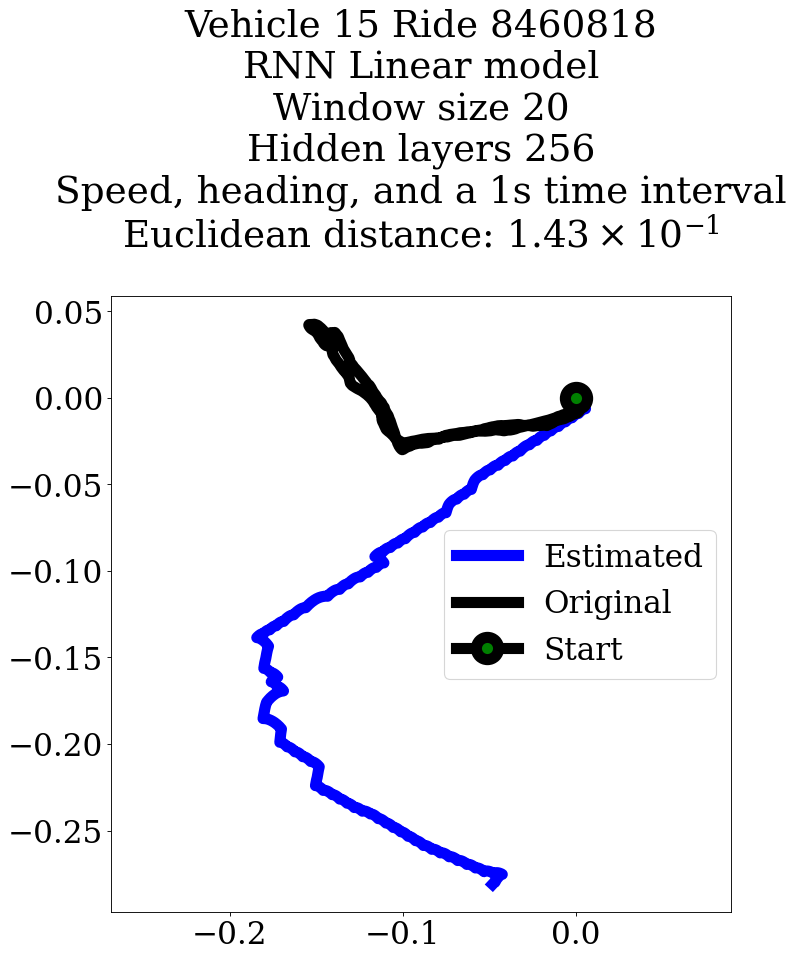 Vehicle 15 Ride 8460818
RNN Linear model
Window size 20
Hidden layers 256
Speed, heading, and a 1s time interval
Euclidean distance: 1.43 × 10⁻¹
0.05
0.00
−0.05
−0.10
−0.15
−0.20
−0.25
Estimated
Original
Start
−0.2
−0.1
0.0